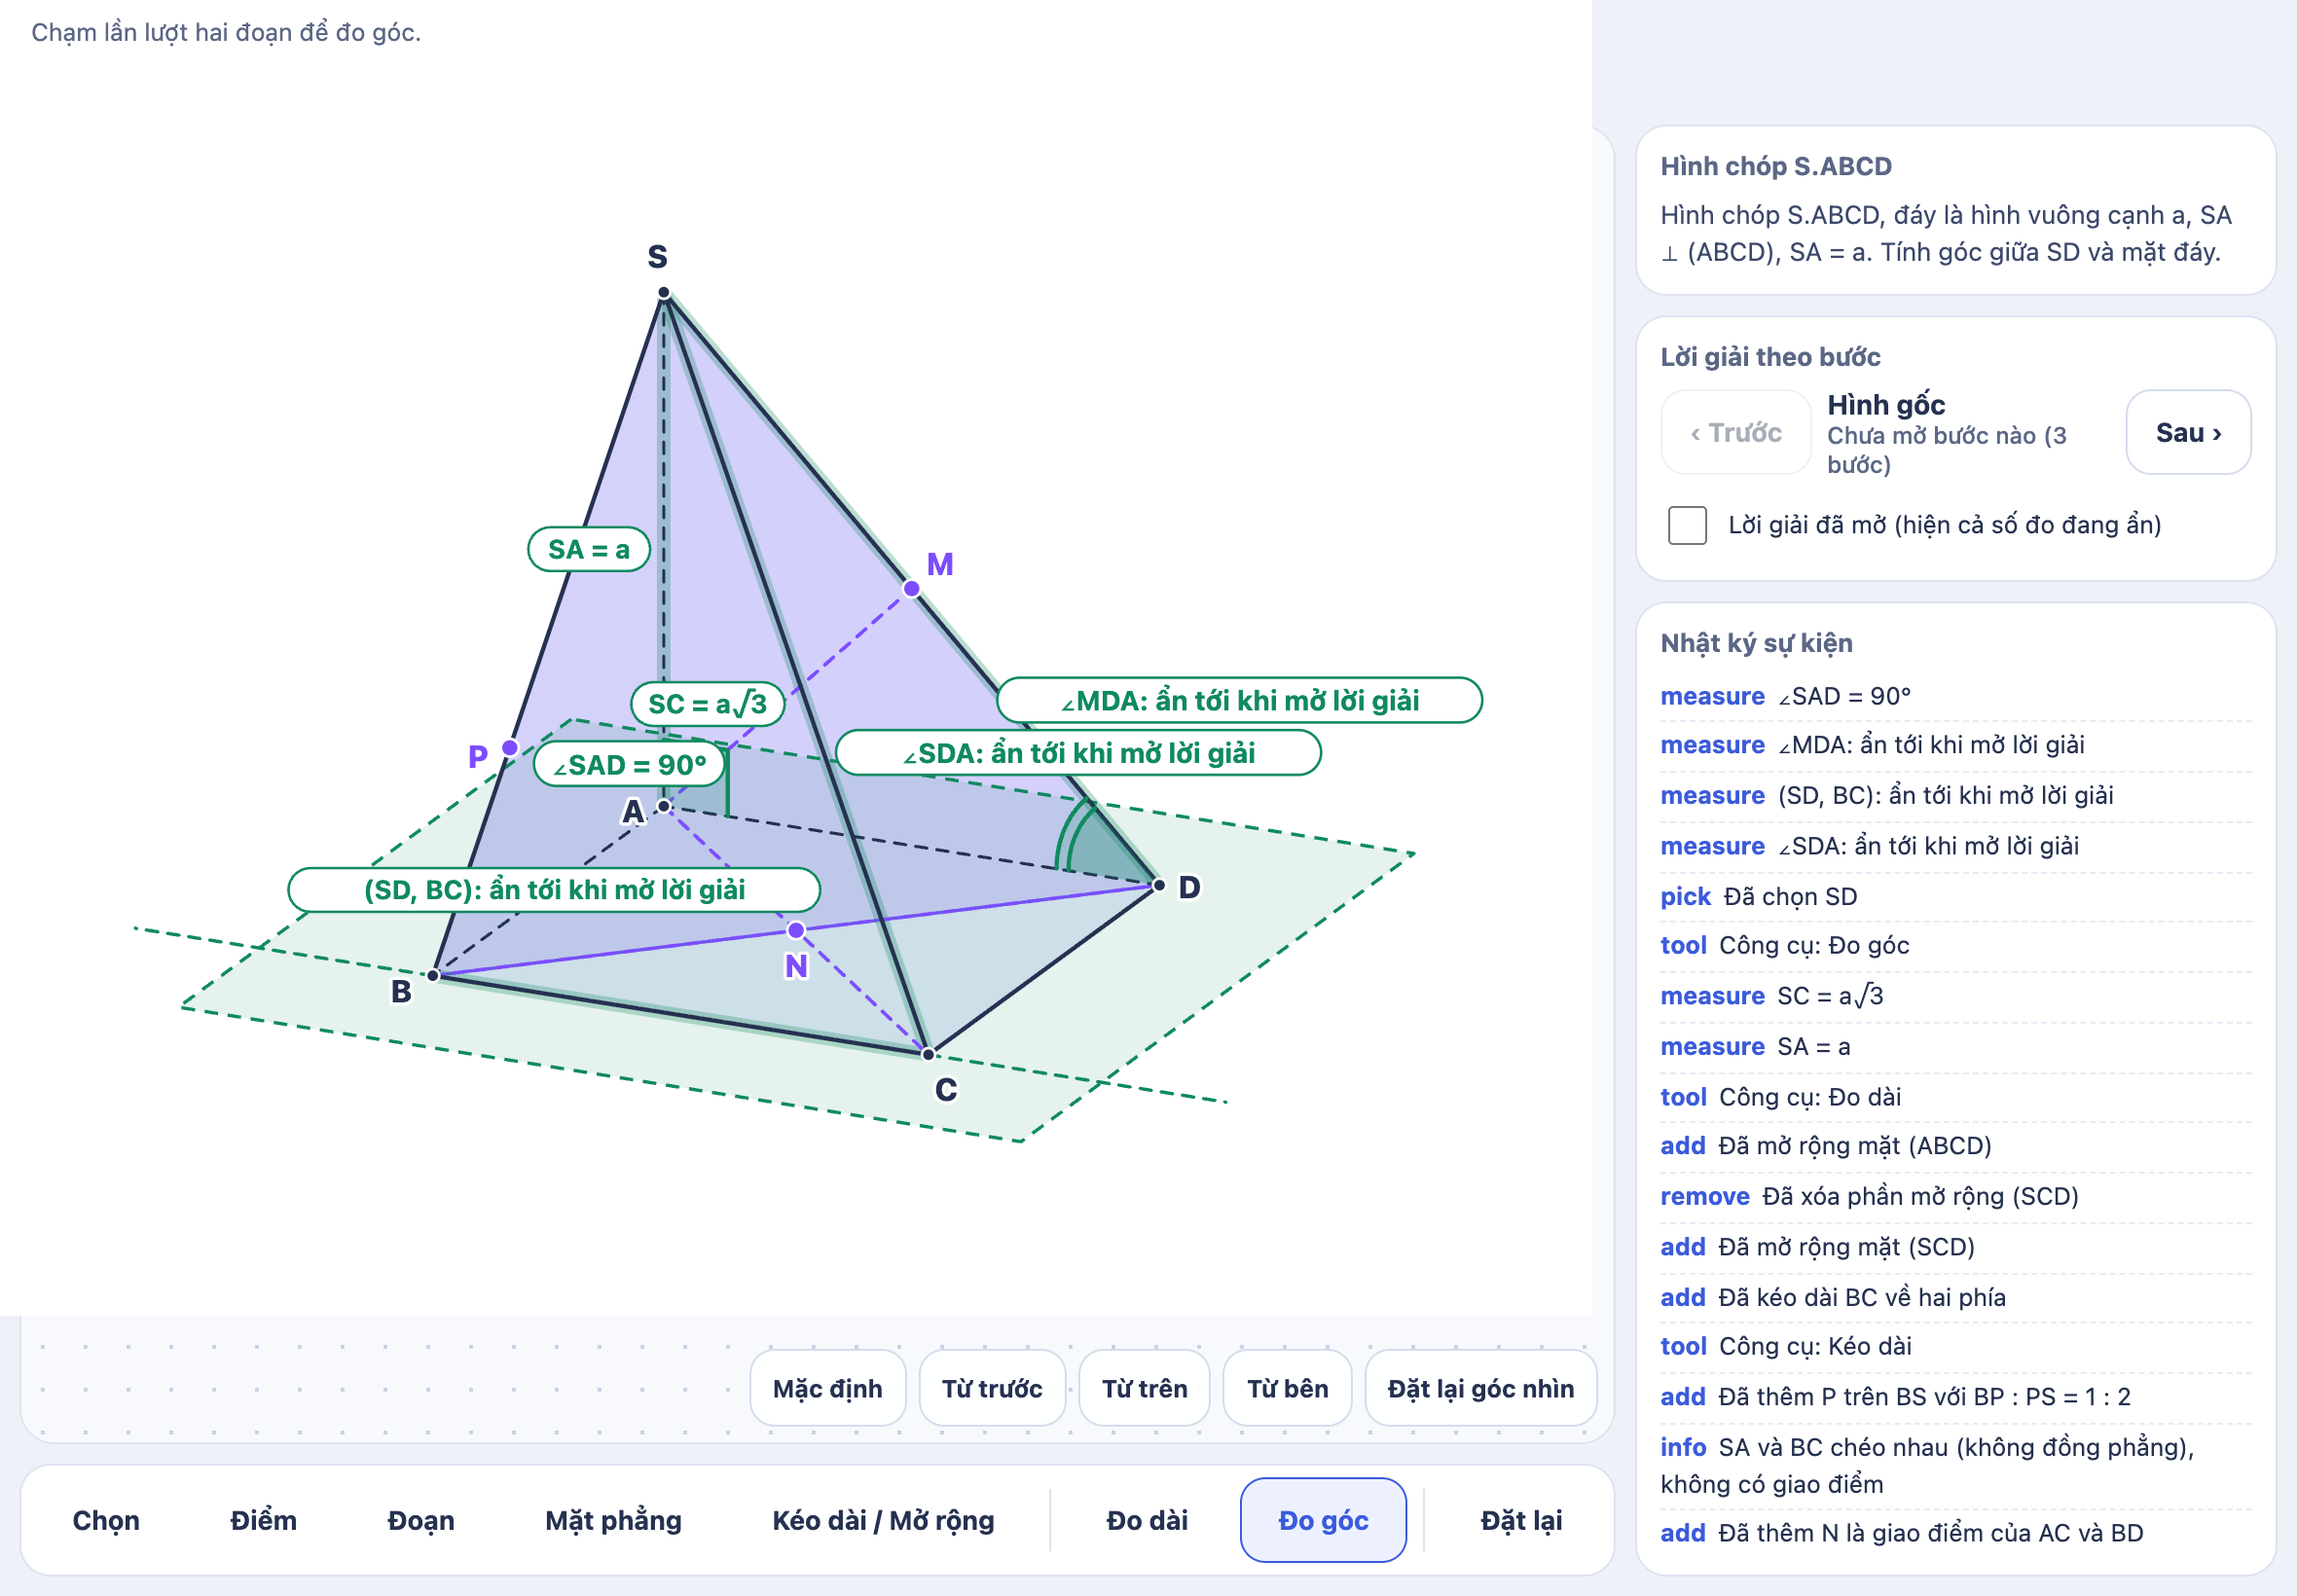 Chạm lần lượt hai đoạn để đo góc.
S
SA = a
M
SC = a√3
∠MDA: ẩn tới khi mở lời giải
P
∠SAD = 90°
∠SDA: ẩn tới khi mở lời giải
A
(SD, BC): ẩn tới khi mở lời giải
D
N
B
C
Mặc định
Từ trước
Từ trên
Từ bên
Đặt lại góc nhìn
Chọn
Điểm
Đoạn
Mặt phẳng
Kéo dài / Mở rộng
Đo dài
Đo góc
Đặt lại
Hình chóp S.ABCD
Hình chóp S.ABCD, đáy là hình vuông cạnh a, SA
⊥ (ABCD), SA = a. Tính góc giữa SD và mặt đáy.
Lời giải theo bước
‹ Trước
Hình gốc
Chưa mở bước nào (3
bước)
Sau ›
Lời giải đã mở (hiện cả số đo đang ẩn)
Nhật ký sự kiện
measure ∠SAD = 90°
measure ∠MDA: ẩn tới khi mở lời giải
measure (SD, BC): ẩn tới khi mở lời giải
measure ∠SDA: ẩn tới khi mở lời giải
pick Đã chọn SD
tool Công cụ: Đo góc
measure SC = a√3
measure SA = a
tool Công cụ: Đo dài
add Đã mở rộng mặt (ABCD)
remove Đã xóa phần mở rộng (SCD)
add Đã mở rộng mặt (SCD)
add Đã kéo dài BC về hai phía
tool Công cụ: Kéo dài
add Đã thêm P trên BS với BP : PS = 1 : 2
info SA và BC chéo nhau (không đồng phẳng),
không có giao điểm
add Đã thêm N là giao điểm của AC và BD